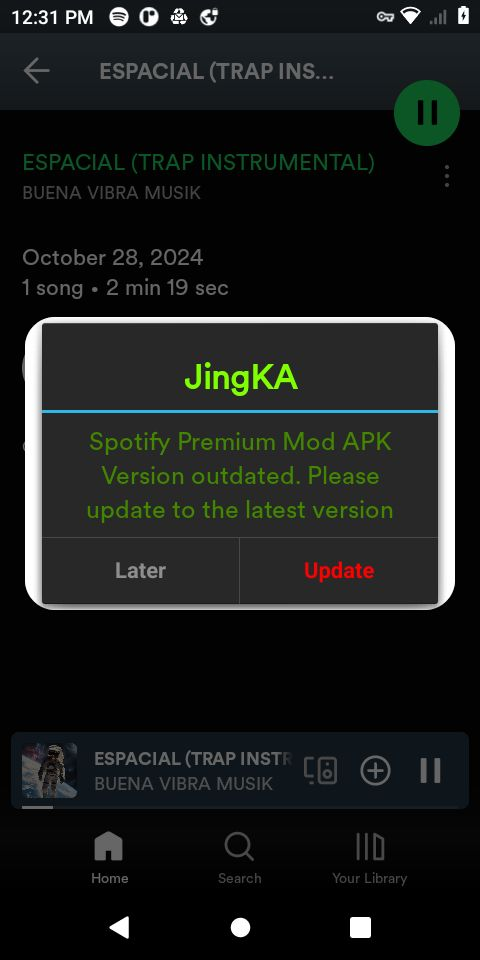 12:31 PM
ESPACIAL (TRAP INS...
ESPACIAL (TRAP INSTRUMENTAL)
BUENA VIBRA MUSIK
October 28, 2024
1 song • 2 min 19 sec
JingKA
Spotify Premium Mod APK
Version outdated. Please
update to the latest version
Later
Update
ESPACIAL (TRAP INSTR
BUENA VIBRA MUSIK
Home
Search
Your Library